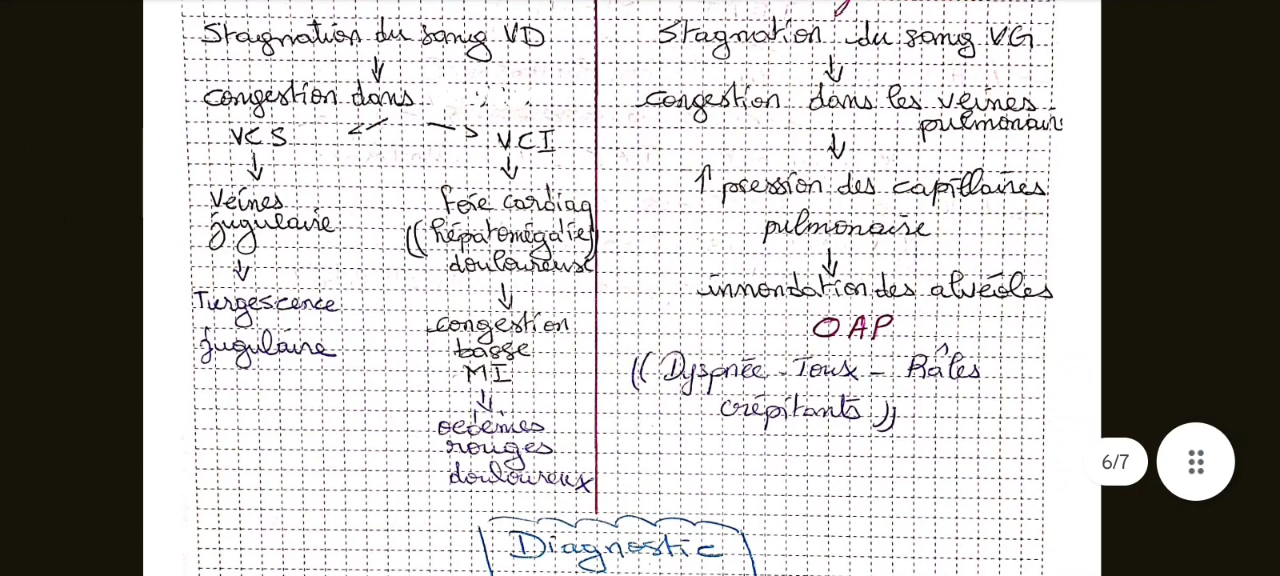 Stagnation du sang VD
↓
congestion dans
VCS ↙ ↘ VCI
↓
veines
jugulaire
↓
Turgescence
jugulaire
↓
foie cardiaq
((hépatomégalie
douloureuse
↓
congestion
basse
MI
↓
oedèmes
rouges
douloureux
Stagnation du sang VG
↓
congestion dans les veines
pulmonair
↓
↑ pression des capillaires
pulmonaire
↓
innondation des alvéoles
OAP
(( Dyspnée - Toux - Râles
crépitants ))
Diagnostic
6/7